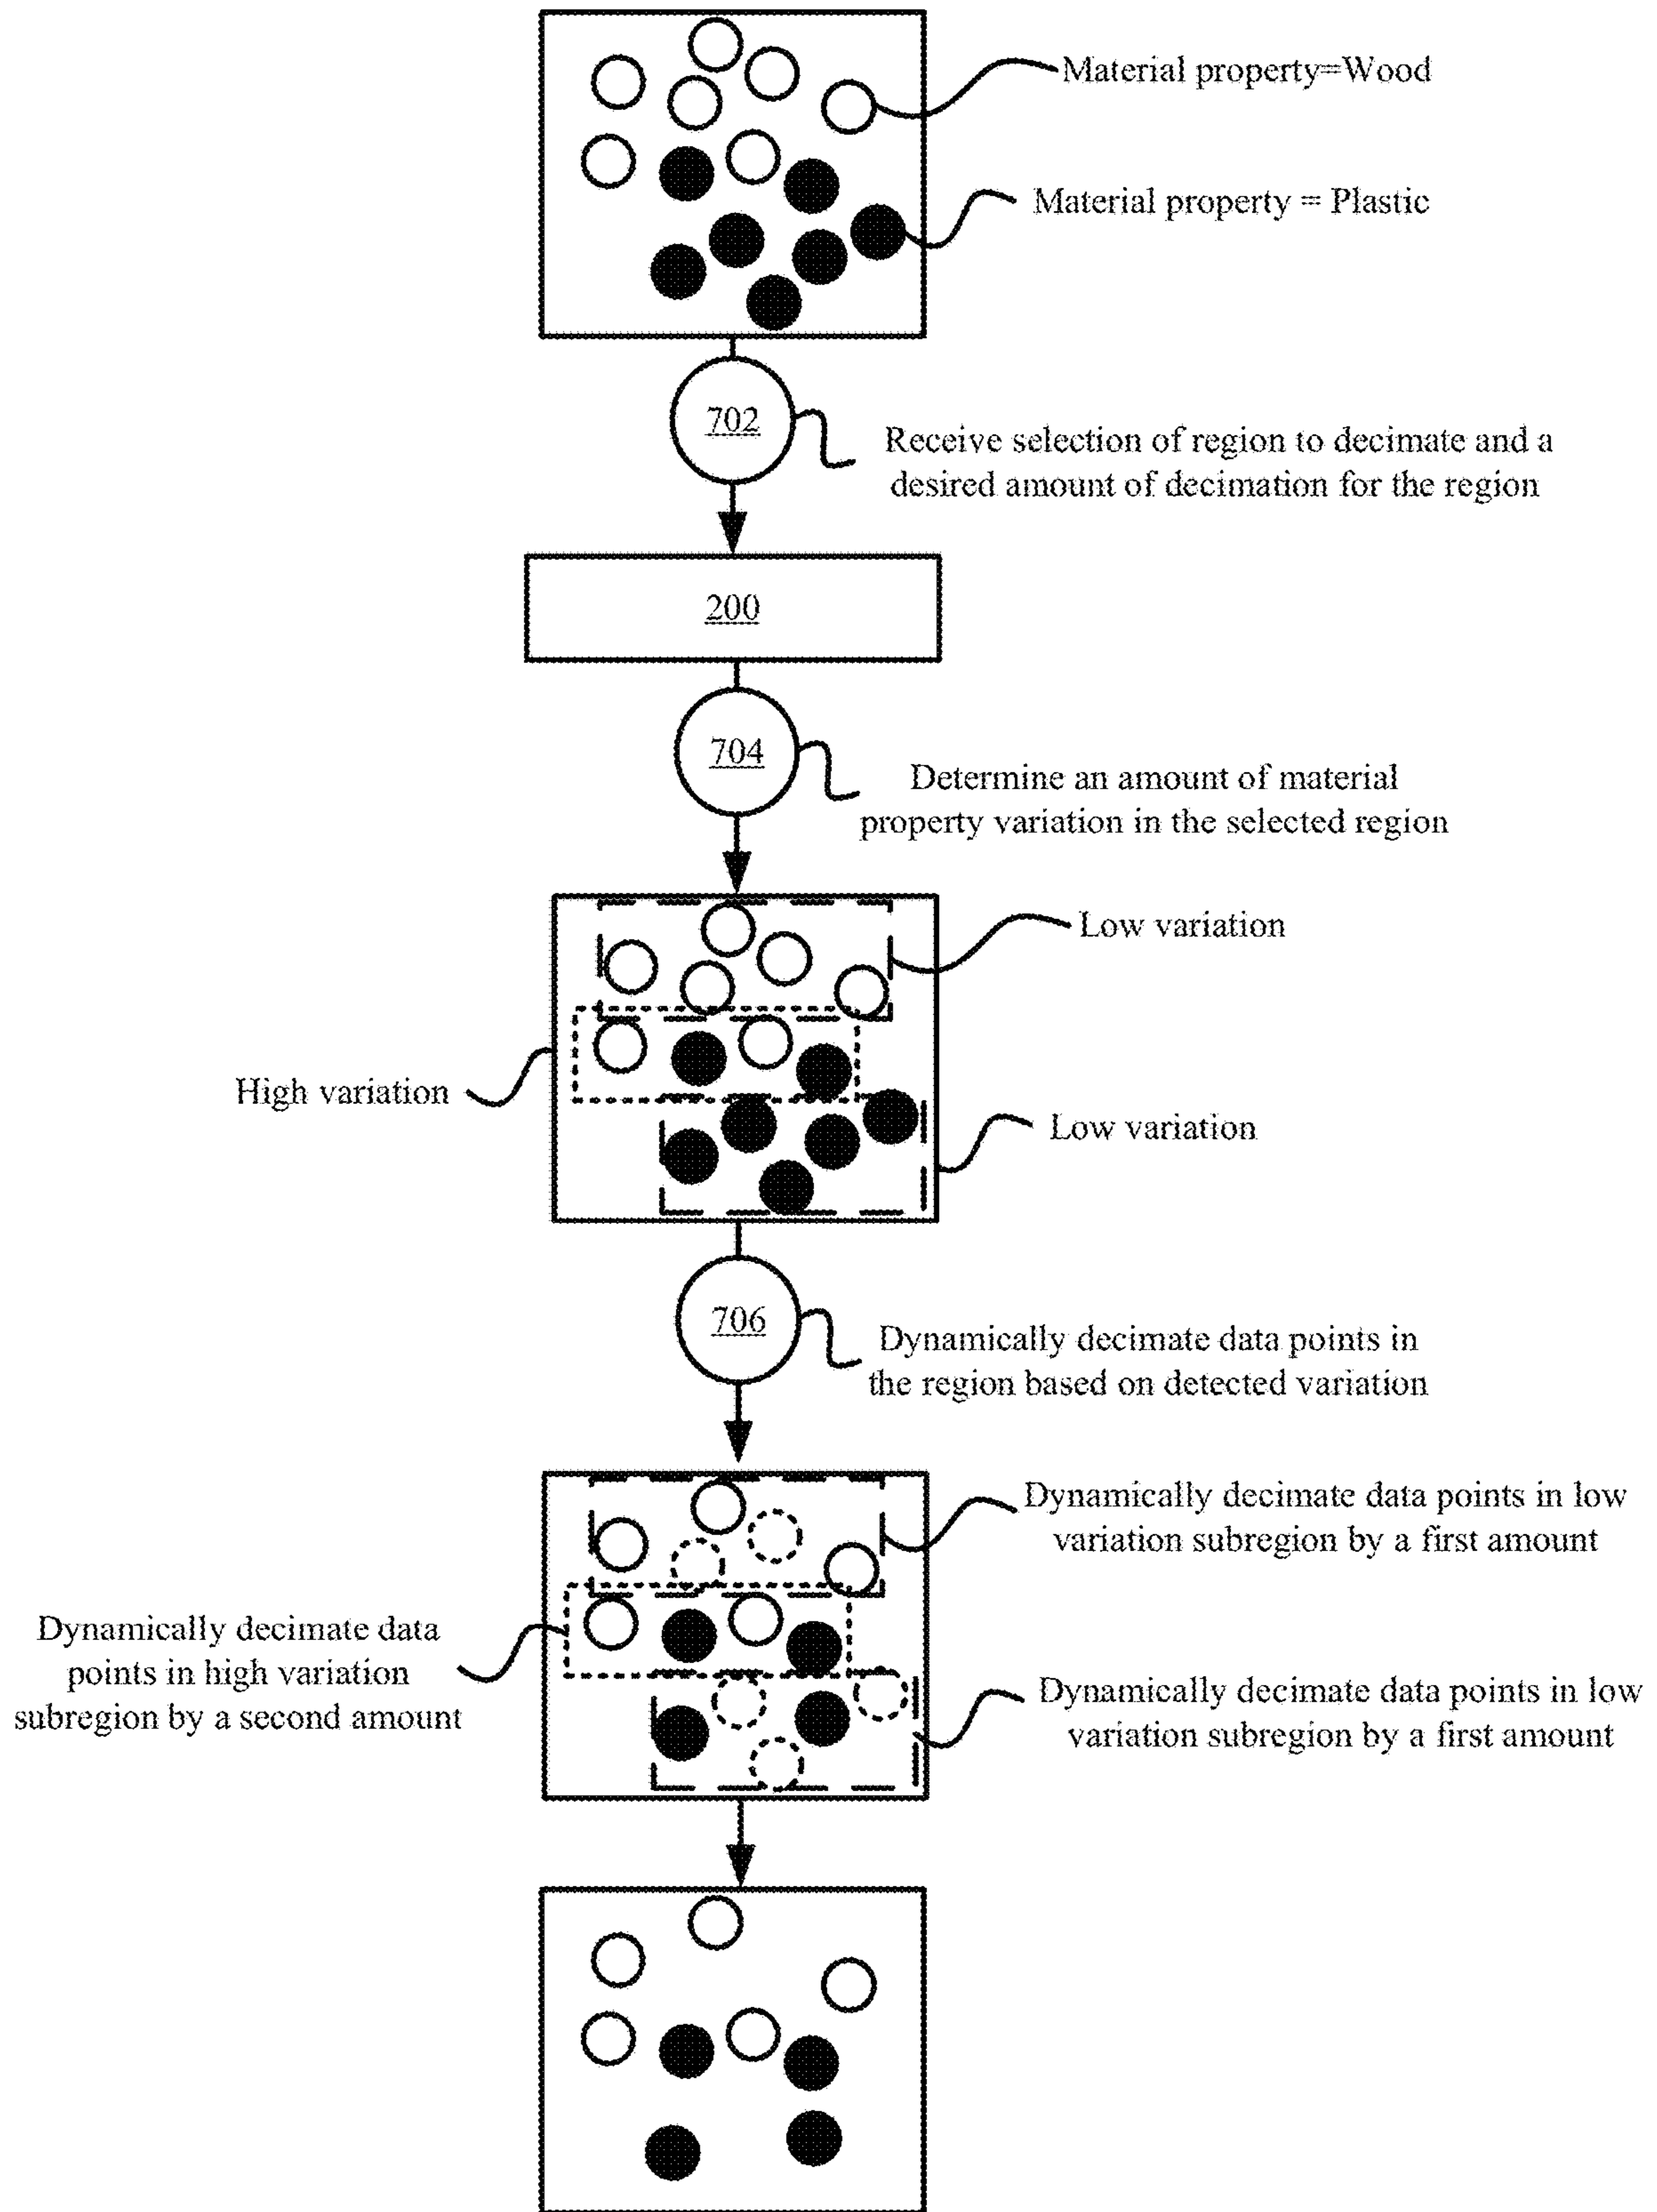 Material property=Wood
Material property = Plastic
702
Receive selection of region to decimate and a
desired amount of decimation for the region
200
704
Determine an amount of material
property variation in the selected region
Low variation
High variation
Low variation
706
Dynamically decimate data points in
the region based on detected variation
Dynamically decimate data points in low
variation subregion by a first amount
Dynamically decimate data
points in high variation
subregion by a second amount
Dynamically decimate data points in low
variation subregion by a first amount